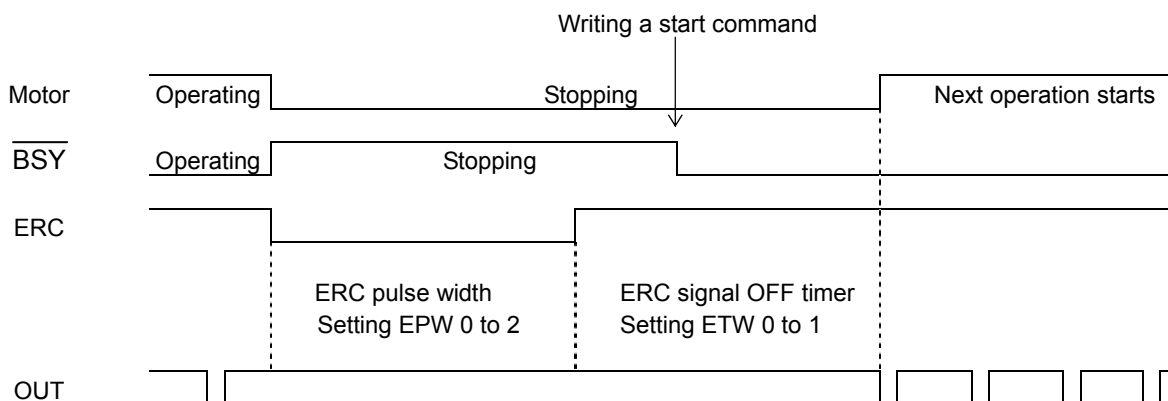 Writing a start command
Motor Operating Stopping Next operation starts
BSY Operating Stopping
ERC
ERC pulse width ERC signal OFF timer
Setting EPW 0 to 2 Setting ETW 0 to 1
OUT